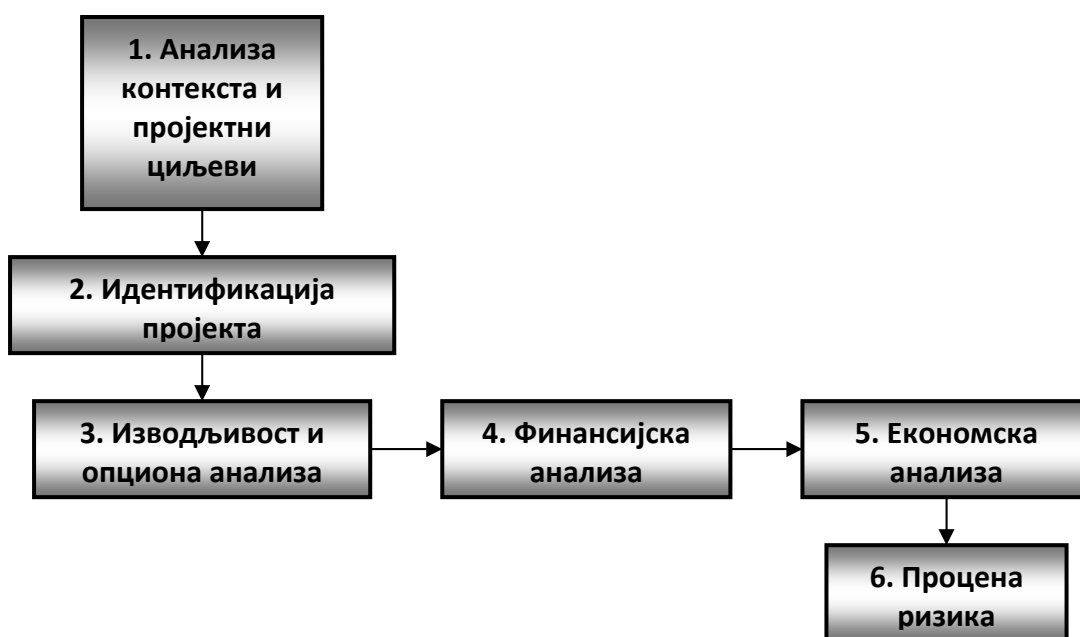 1. Анализа
контекста и
пројектни
циљеви
2. Идентификација
пројекта
3. Изводљивост и
опциона анализа
4. Финансијска
анализа
5. Економска
анализа
6. Процена
ризика